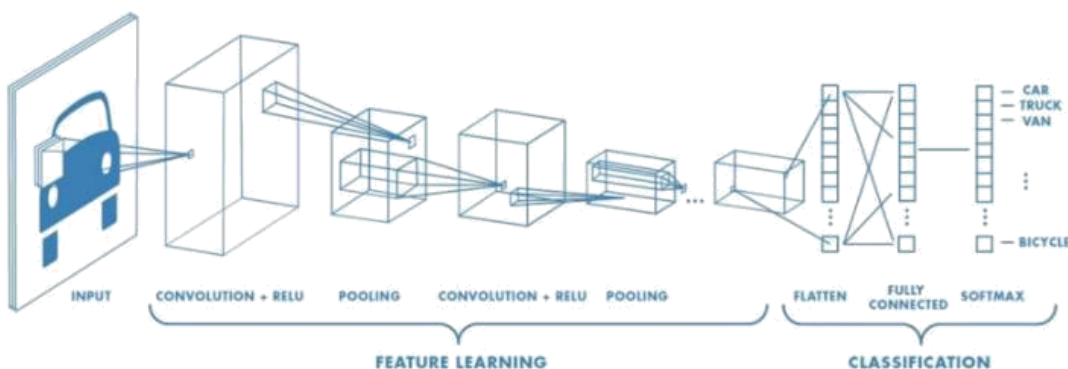 CAR
TRUCK
VAN
BICYCLE
INPUT
CONVOLUTION + RELU
POOLING
CONVOLUTION + RELU
POOLING
FLATTEN
FULLY
CONNECTED
SOFTMAX
FEATURE LEARNING
CLASSIFICATION